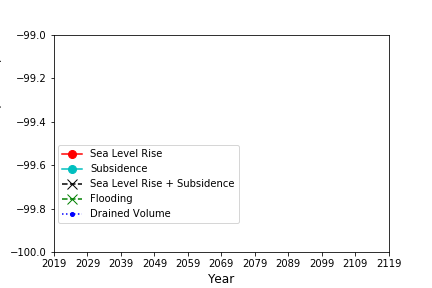 −99.0
−99.2
−99.4
−99.6
−99.8
−100.0
Sea Level Rise
Subsidence
Sea Level Rise + Subsidence
Flooding
Drained Volume
2019 2029 2039 2049 2059 2069 2079 2089 2099 2109 2119
Year